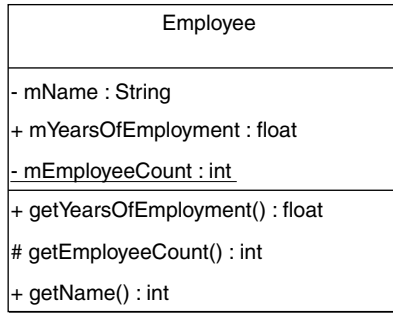 Employee
- mName : String
+ mYearsOfEmployment : float
- mEmployeeCount : int
+ getYearsOfEmployment() : float
# getEmployeeCount() : int
+ getName() : int